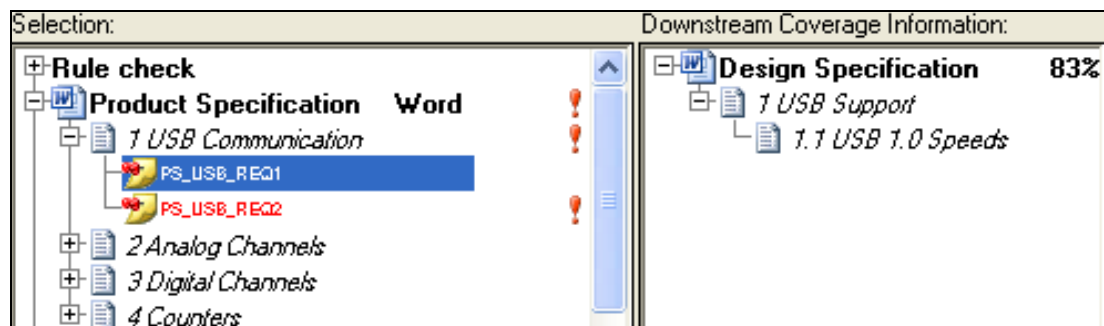 Selection:
Rule check
Product Specification Word
1 USB Communication
PS_USB_REQ1
PS_USB_REQ2
2 Analog Channels
3 Digital Channels
4 Counters
Downstream Coverage Information:
Design Specification 83%
1 USB Support
1.1 USB 1.0 Speeds